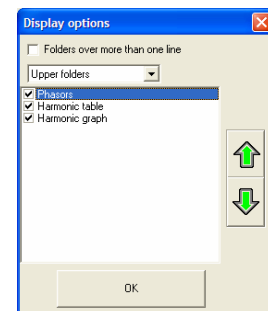 Display options
Folders over more than one line
Upper folders
Phasors
Harmonic table
Harmonic graph
OK